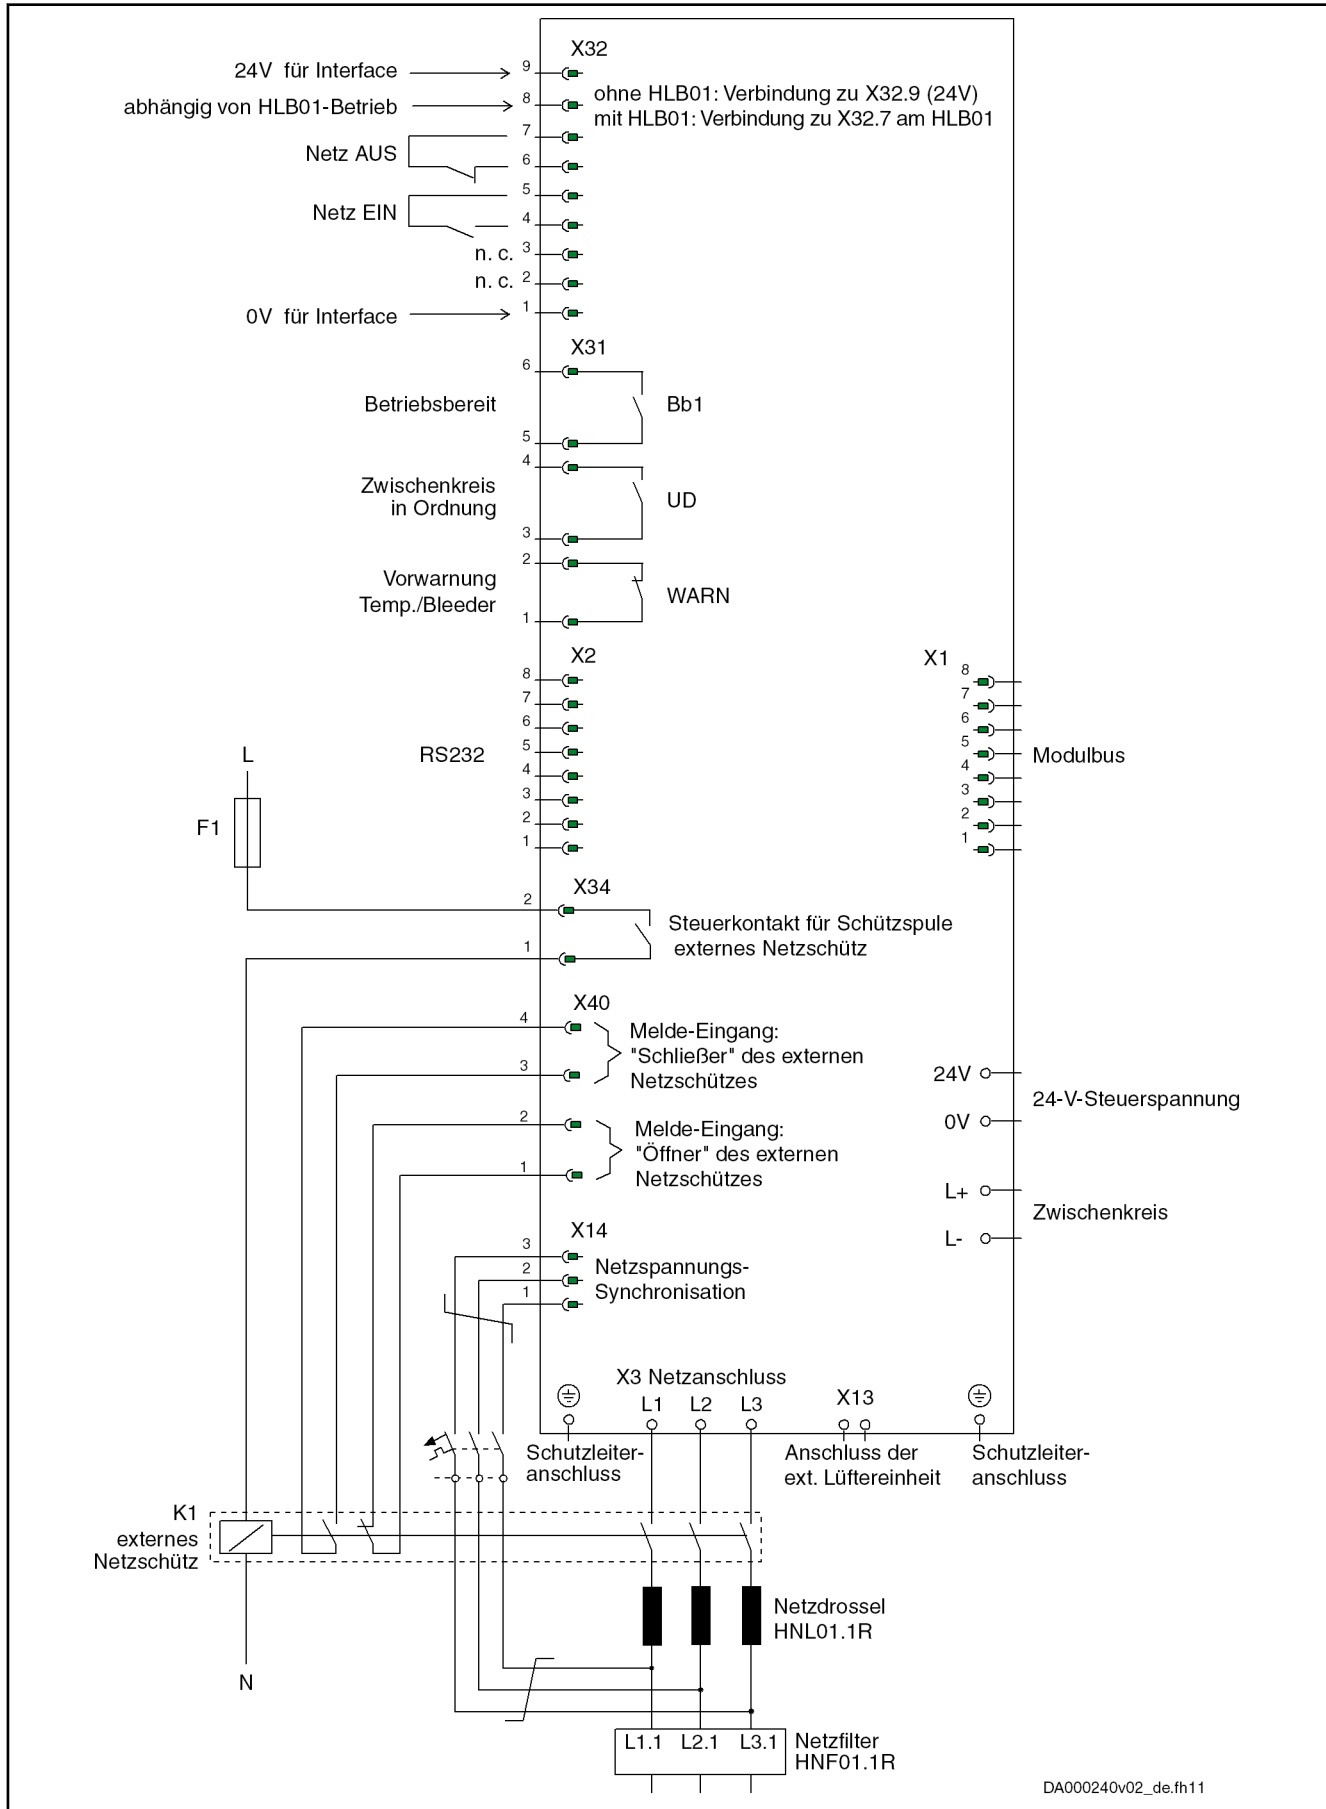 X32
9
24V für Interface
8
abhängig von HLB01-Betrieb
ohne HLB01: Verbindung zu X32.9 (24V)
mit HLB01: Verbindung zu X32.7 am HLB01
7
Netz AUS
6
5
Netz EIN
4
n. c. 3
n. c. 2
1
0V für Interface
X31
6
Betriebsbereit
Bb1
5
4
Zwischenkreis
in Ordnung
UD
3
2
Vorwarnung
Temp./Bleeder
WARN
1
X2
8
7
6
5
4
3
2
1
RS232
X1
8
7
6
5
4
3
2
1
Modulbus
L
F1
X34
2
1
Steuerkontakt für Schützspule
externes Netzschütz
X40
4
3
Melde-Eingang:
"Schließer" des externen
Netzschützes
2
1
Melde-Eingang:
"Öffner" des externen
Netzschützes
24V
0V
24-V-Steuerspannung
L+
L-
Zwischenkreis
X14
3
2
1
Netzspannungs-
Synchronisation
X3 Netzanschluss
L1 L2 L3
X13
Schutzleiter-
anschluss
Anschluss der
ext. Lüftereinheit
Schutzleiter-
anschluss
K1
externes
Netzschütz
Netzdrossel
HNL01.1R
N
L1.1 L2.1 L3.1
Netzfilter
HNF01.1R
DA000240v02_de.fh11